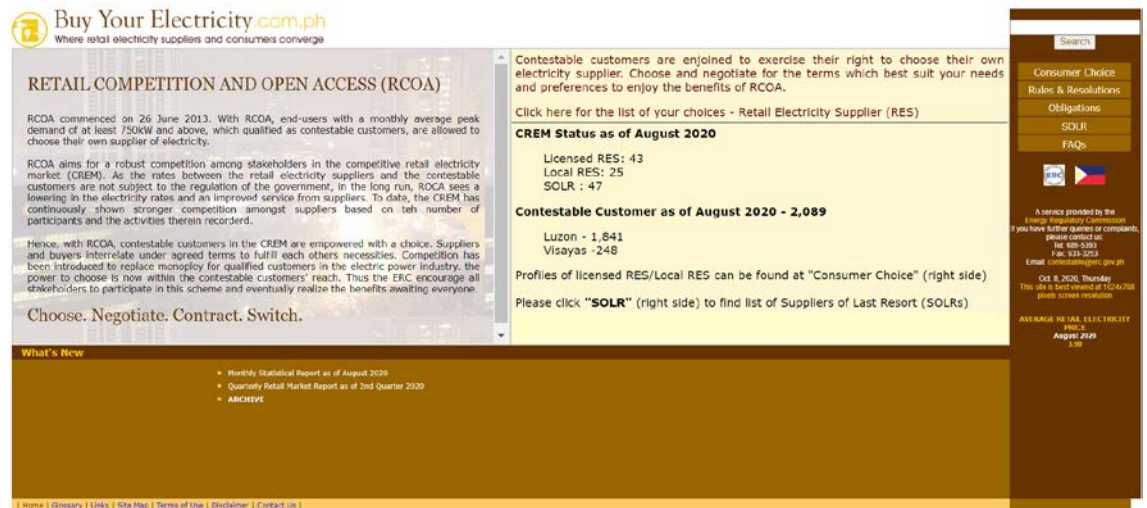 Buy Your Electricity.com.ph
Where retail electricity suppliers and consumers converge
RETAIL COMPETITION AND OPEN ACCESS (RCOA)
RCOA commenced on 26 June 2013. With RCOA, end-users with a monthly average peak
demand of at least 750kW and above, which qualified as contestable customers, are allowed to
choose their own supplier of electricity.
RCOA aims for a robust competition among stakeholders in the competitive retail electricity
market (CREM). As the rates between the retail electricity suppliers and the contestable
customers are not subject to the regulation of the government, in the long run, ROCA sees a
lowering in the electricity rates and an improved service from suppliers. To date, the CREM has
continuously shown stronger competition amongst suppliers based on teh number of
participants and the activities therein recorderd.
Hence, with RCOA, contestable customers in the CREM are empowered with a choice. Suppliers
and buyers interrelate under agreed terms to fulfill each others necessities. Competition has
been introduced to replace monoploy for qualified customers in the electric power industry. the
power to choose is now within the contestable customers' reach. Thus the ERC encourage all
stakeholders to participate in this scheme and eventually realize the benefits awaiting everyone.
Choose. Negotiate. Contract. Switch.
Contestable customers are enjoined to exercise their right to choose their own
electricity supplier. Choose and negotiate for the terms which best suit your needs
and preferences to enjoy the benefits of RCOA.
Click here for the list of your choices - Retail Electricity Supplier (RES)
CREM Status as of August 2020
Licensed RES: 43
Local RES: 25
SOLR : 47
Contestable Customer as of August 2020 - 2,089
Luzon - 1,841
Visayas -248
Profiles of licensed RES/Local RES can be found at "Consumer Choice" (right side)
Please click "SOLR" (right side) to find list of Suppliers of Last Resort (SOLRs)
Search
Consumer Choice
Rules & Resolutions
Obligations
SOLR
FAQs
ERC
A service provided by the
Energy Regulatory Commission
If you have further queries or complaints,
please contact us:
Tel: 689-5393
Fax: 633-3253
Email: contestable@erc.gov.ph
Oct. 8, 2020, Thursday
This site is best viewed at 1024x768
pixels screen resolution
AVERAGE RETAIL ELECTRICITY
PRICE
August 2020
3.90
What's New
Monthly Statistical Report as of August 2020
Quarterly Retail Market Report as of 2nd Quarter 2020
ARCHIVE
| Home | Glossary | Links | Site Map | Terms of Use | Disclaimer | Contact Us |